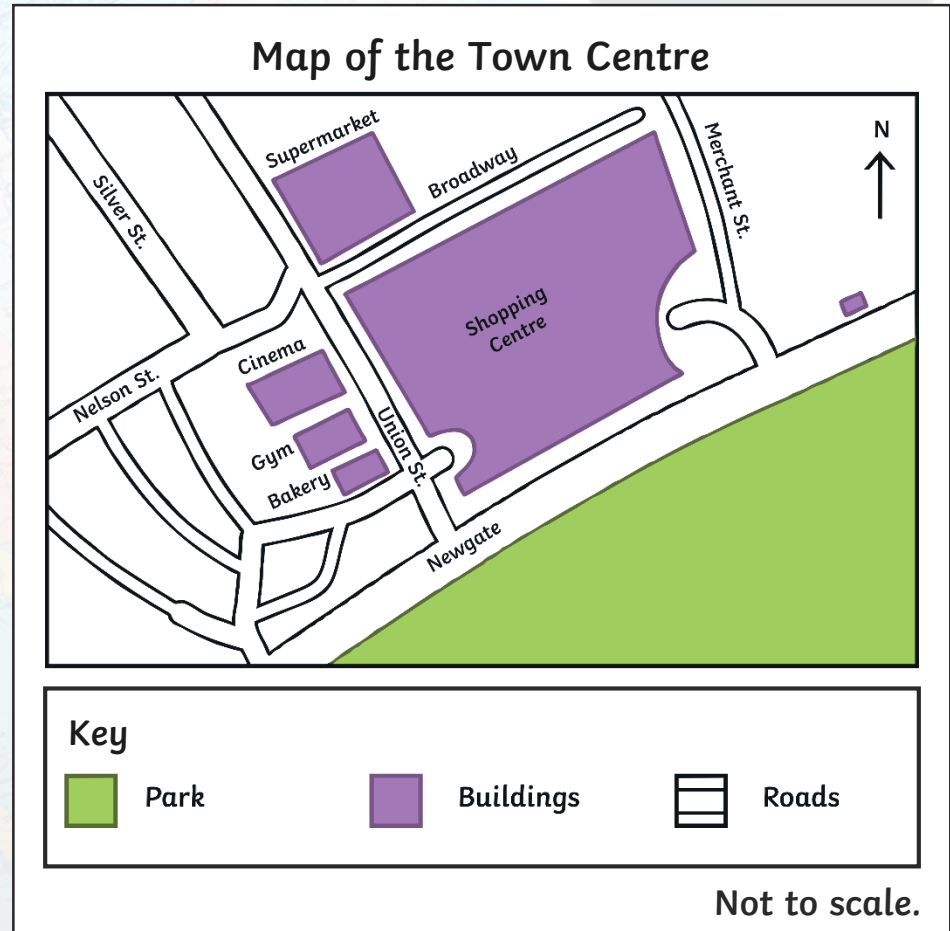 Map of the Town Centre
Supermarket
Broadway
Merchant St.
N
Silver St.
Shopping
Centre
Cinema
Nelson St.
Union St.
Gym
Bakery
Newgate
Key
Park
Buildings
Roads
Not to scale.